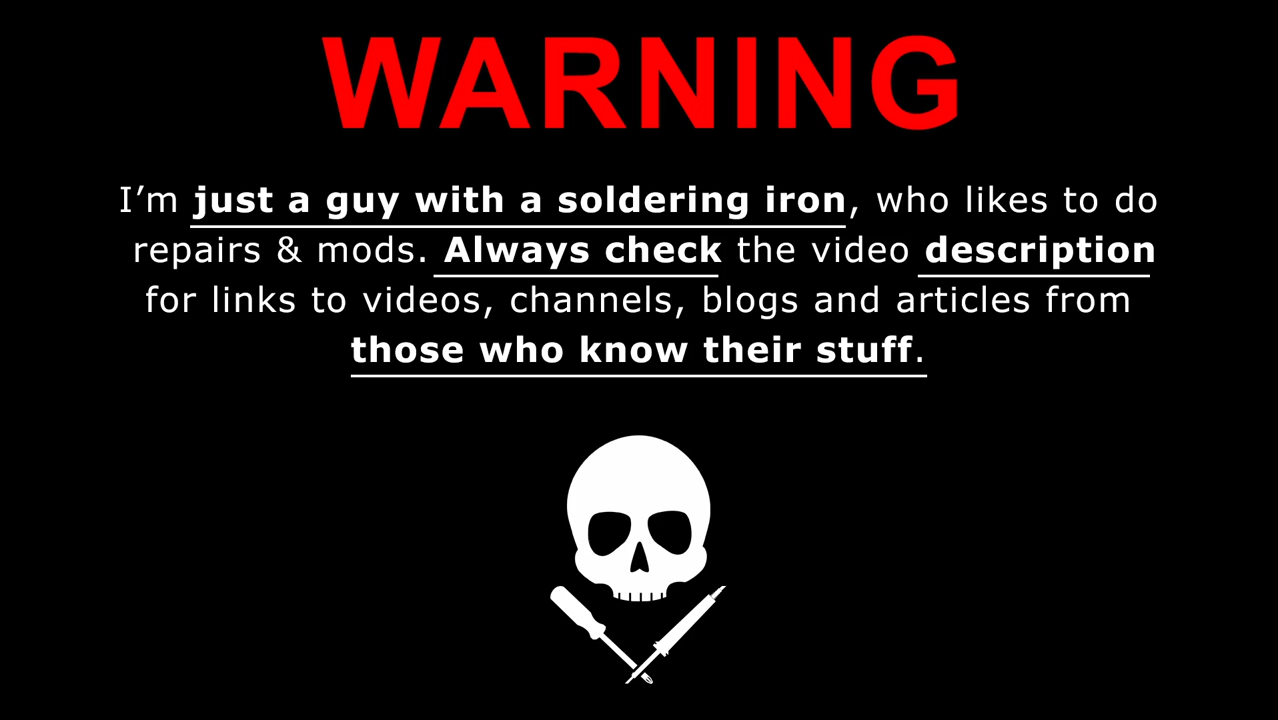 WARNING
I’m just a guy with a soldering iron, who likes to do
repairs & mods. Always check the video description
for links to videos, channels, blogs and articles from
those who know their stuff.